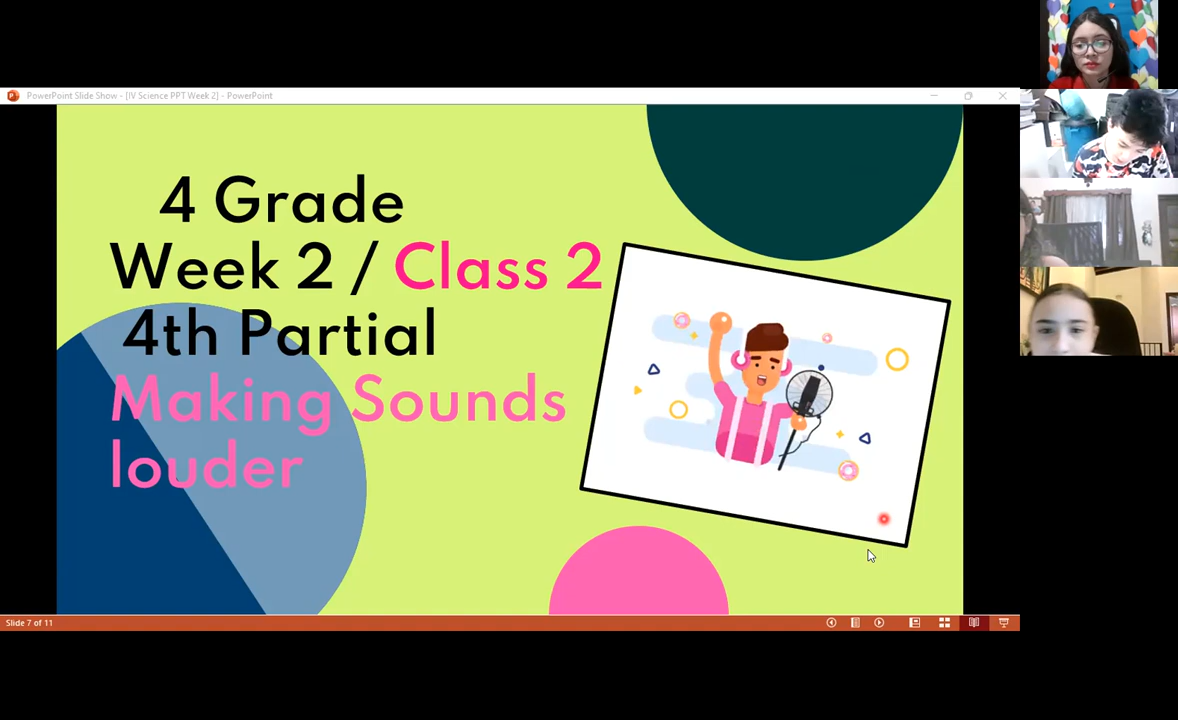 PowerPoint Slide Show - [IV Science PPT Week 2] - PowerPoint
4 Grade
Week 2 / Class 2
4th Partial
Making Sounds
louder
Slide 7 of 11